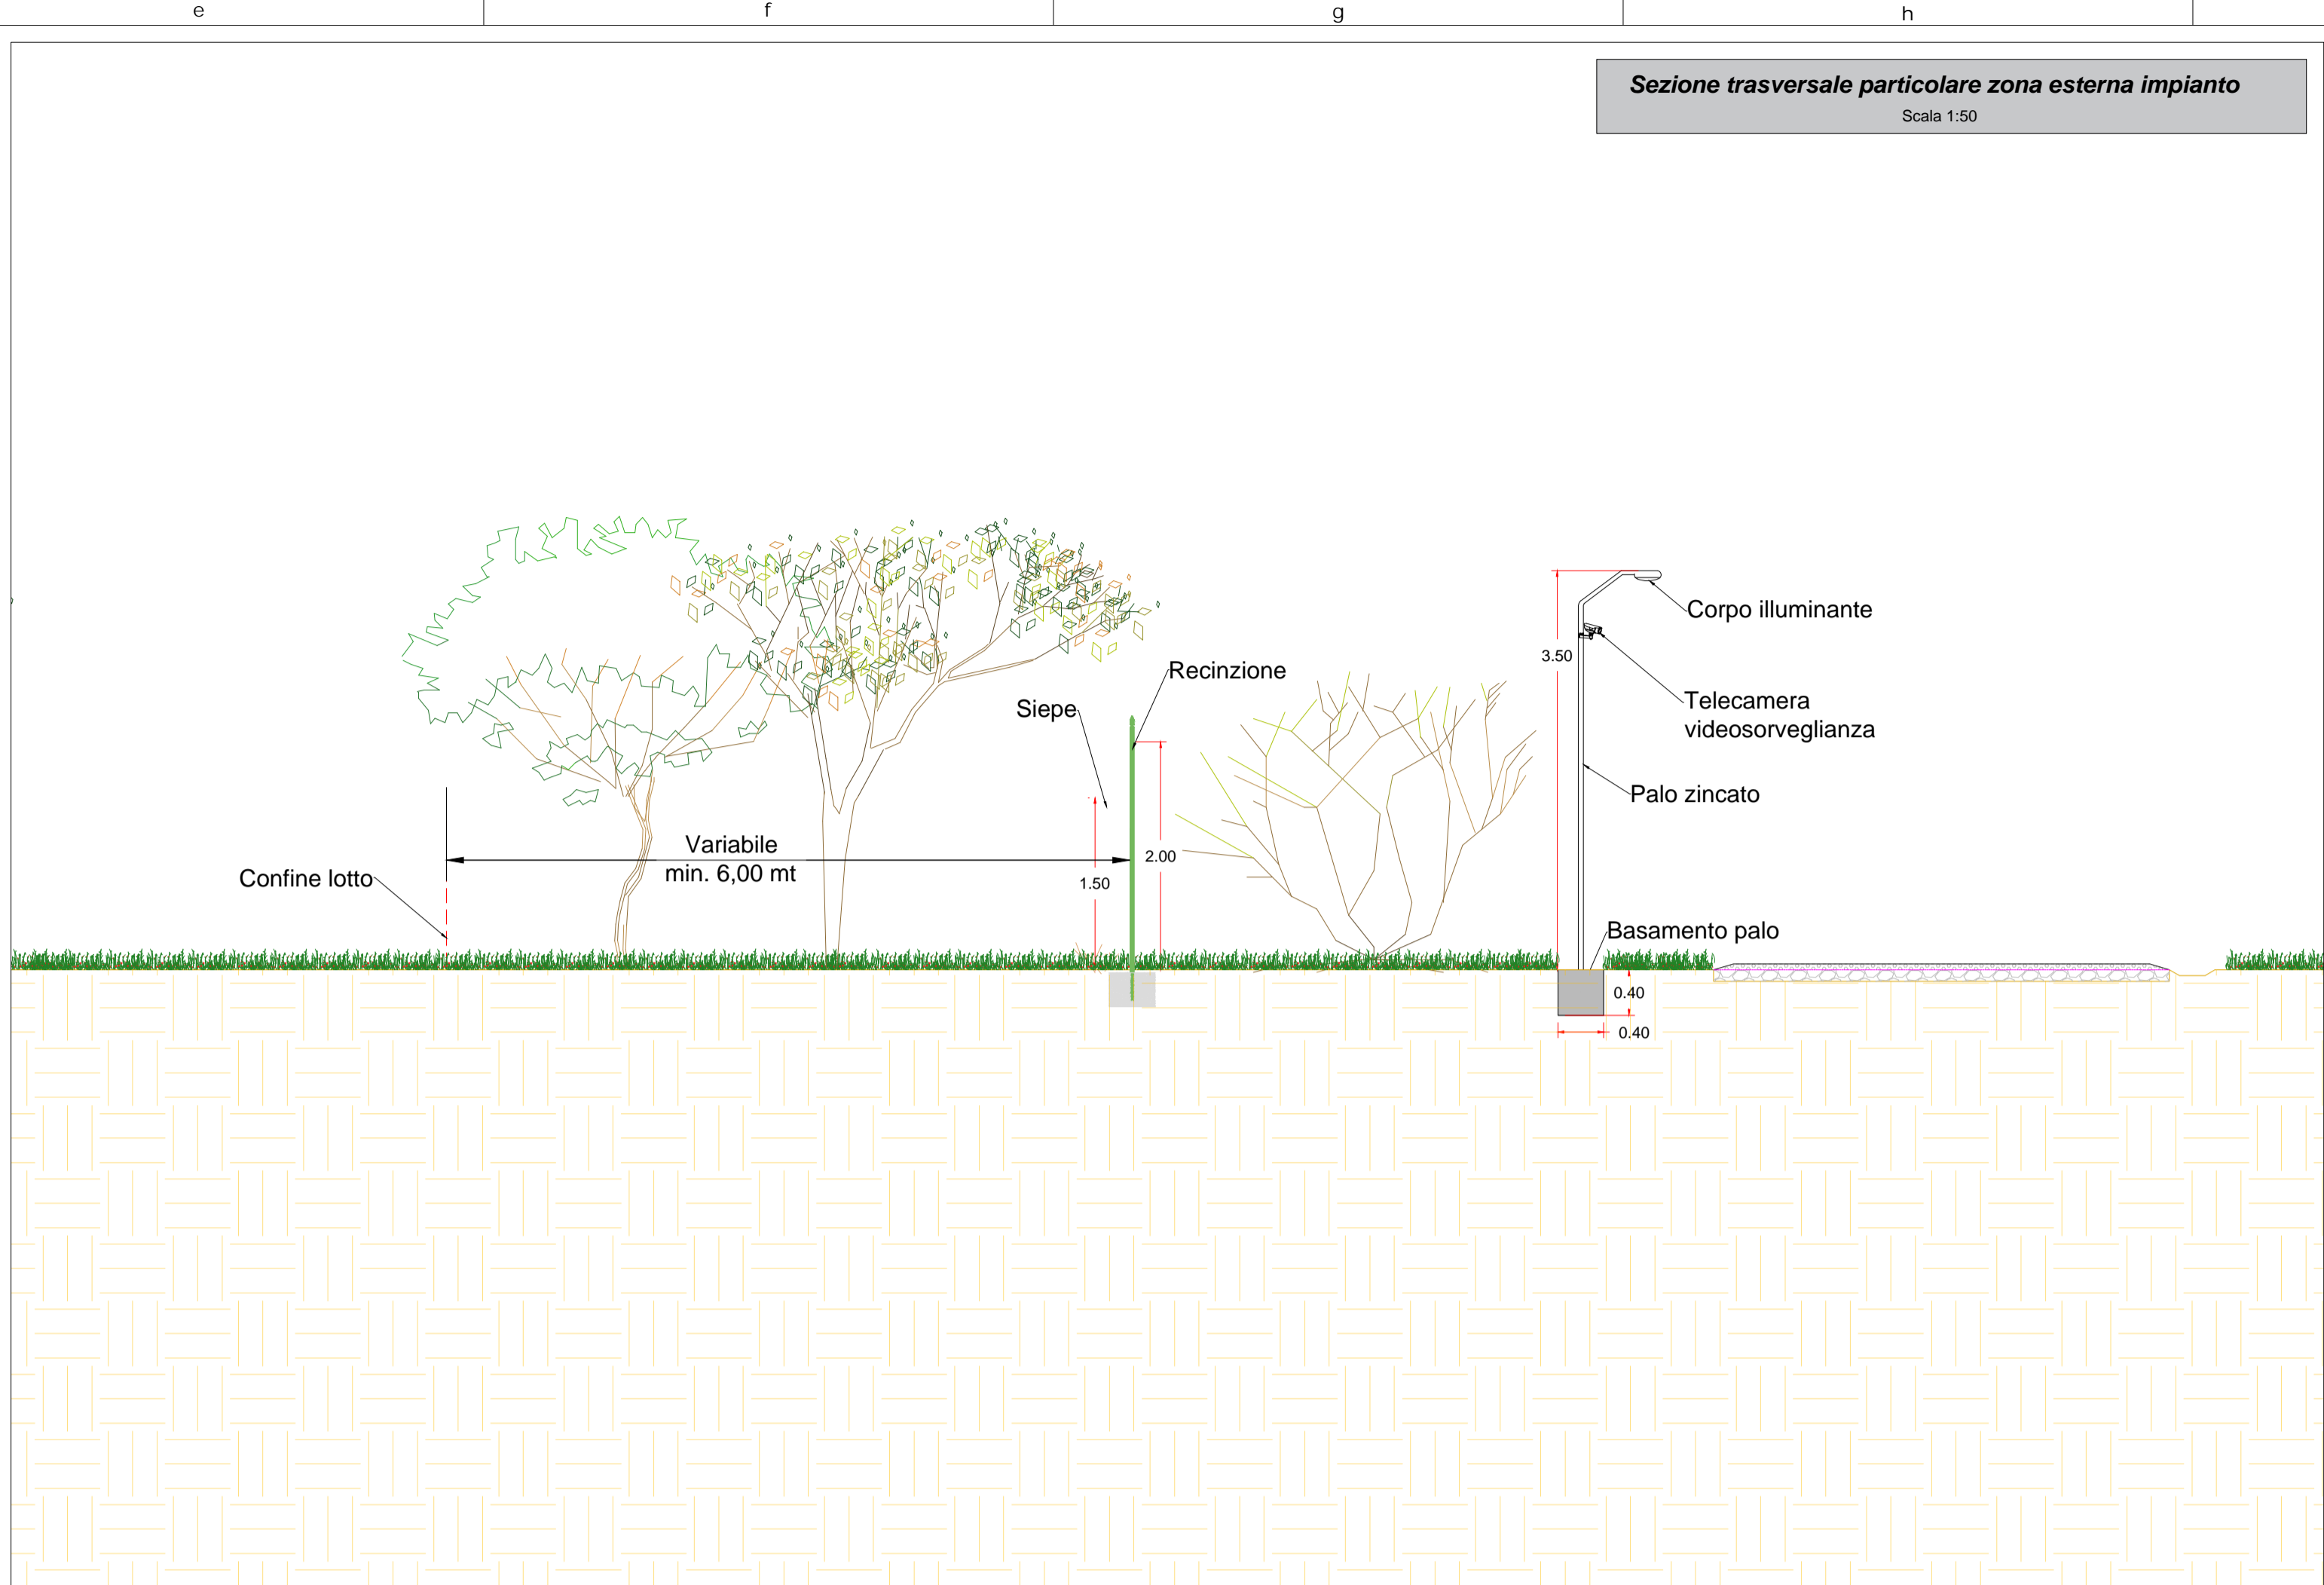 e f g h
Sezione trasversale particolare zona esterna impianto
Scala 1:50
Corpo illuminante
3.50
Recinzione
Siepe
Telecamera
videosorveglianza
Palo zincato
Variabile
min. 6,00 mt
2.00
1.50
Confine lotto
Basamento palo
0.40
0.40